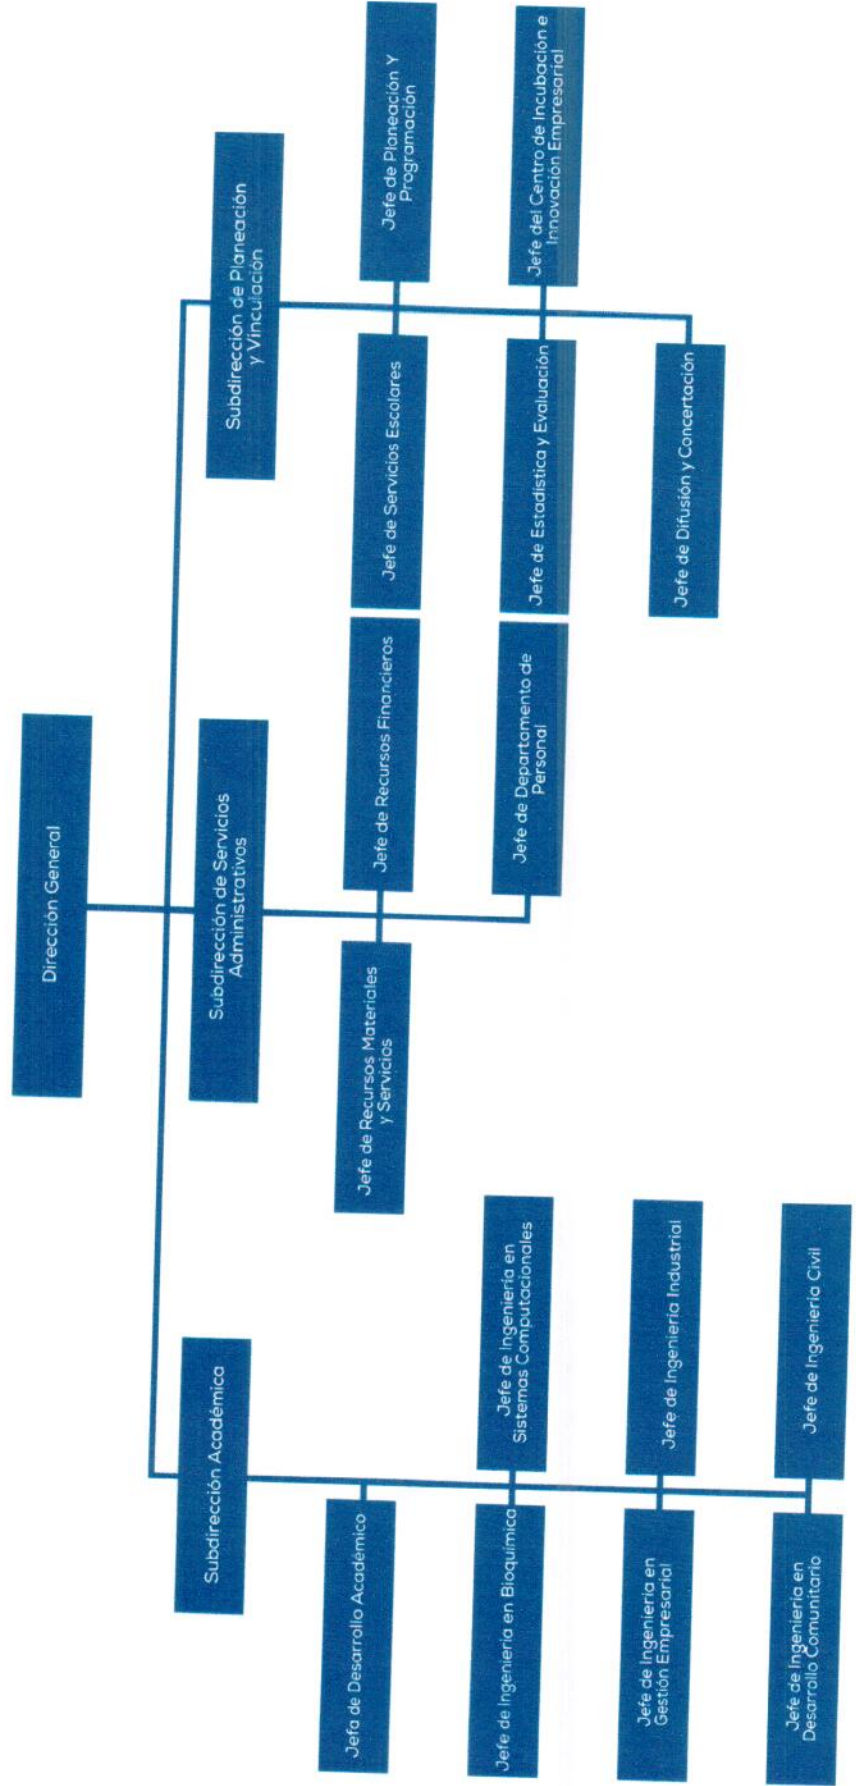 Dirección General
Subdirección Académica
Subdirección de Servicios
Administrativos
Subdirección de Planeación
y Vinculación
Jefa de Desarrollo Académico
Jefe de Ingeniería en Bioquímica
Jefe de Ingeniería en
Sistemas Computacionales
Jefe de Ingeniería en
Gestión Empresarial
Jefe de Ingeniería Industrial
Jefe de Ingeniería en
Desarrollo Comunitario
Jefe de Ingeniería Civil
Jefe de Recursos Materiales
y Servicios
Jefe de Recursos Financieros
Jefe de Departamento de
Personal
Jefe de Servicios Escolares
Jefe de Planeación Y
Programación
Jefe de Estadística y Evaluación
Jefe del Centro de Incubación e
Innovación Empresarial
Jefe de Difusión y Concertación